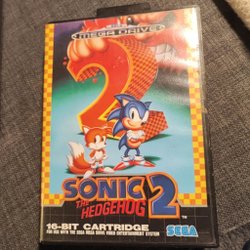 MEGA DRIVE
2
SONIC 2
THE
HEDGEHOG
16-BIT CARTRIDGE
FOR USE WITH THE SEGA MEGA DRIVE VIDEO ENTERTAINMENT SYSTEM
SEGA